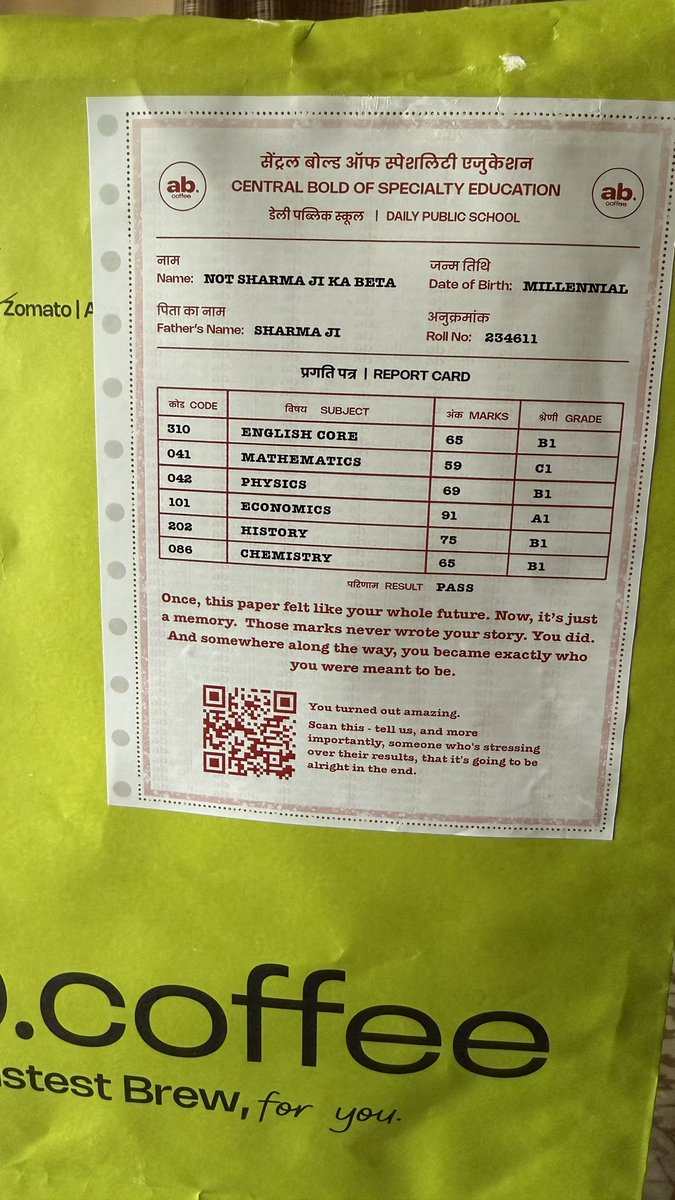 सेंट्रल बोल्ड ऑफ स्पेशलिटी एजुकेशन
ab.
coffee
CENTRAL BOLD OF SPECIALTY EDUCATION
ab.
coffee
डेली पब्लिक स्कूल | DAILY PUBLIC SCHOOL
नाम
Name: NOT SHARMA JI KA BETA
जन्म तिथि
Date of Birth: MILLENNIAL
Zomato |
पिता का नाम
Father's Name: SHARMA JI
अनुक्रमांक
Roll No: 234611
प्रगति पत्र | REPORT CARD
कोड CODE विषय SUBJECT अंक MARKS श्रेणी GRADE
310 ENGLISH CORE 65 B1
041 MATHEMATICS 59 C1
042 PHYSICS 69 B1
101 ECONOMICS 91 A1
202 HISTORY 75 B1
086 CHEMISTRY 65 B1
परिणाम RESULT PASS
Once, this paper felt like your whole future. Now, it's just
a memory. Those marks never wrote your story. You did.
And somewhere along the way, you became exactly who
you were meant to be.
You turned out amazing.
Scan this - tell us, and more
importantly, someone who's stressing
over their results, that it's going to be
alright in the end.
.coffee
stest Brew, for you.